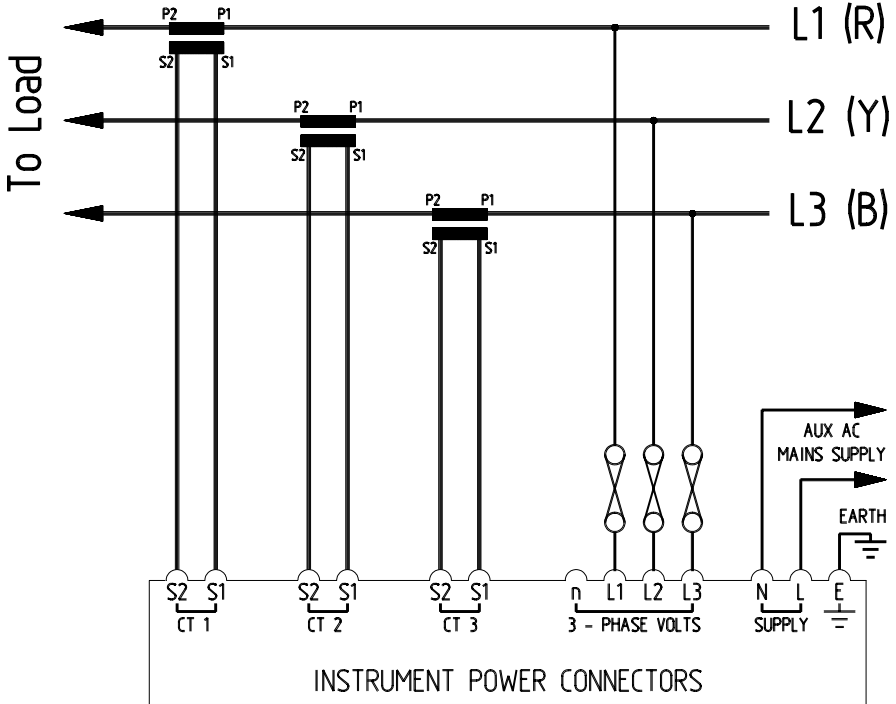 P2 P1 L1 (R)
S2 S1
To Load
P2 P1 L2 (Y)
S2 S1
P2 P1 L3 (B)
S2 S1
AUX AC
MAINS SUPPLY
EARTH
S2 S1 S2 S1 S2 S1 n L1 L2 L3 N L E
CT 1 CT 2 CT 3 3 - PHASE VOLTS SUPPLY
INSTRUMENT POWER CONNECTORS